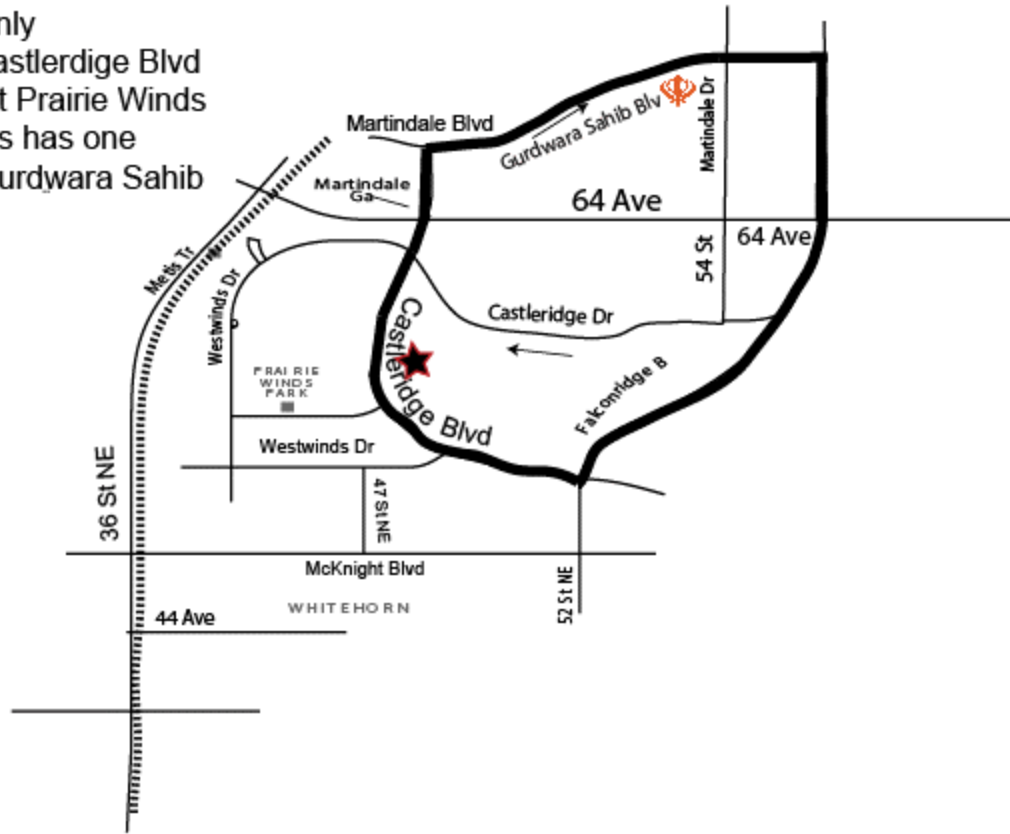 nly
astlerdige Blvd
t Prairie Winds
s has one
urdwara Sahib
Martindale Blvd
Gurdwara Sahib Blv
Martindale Dr
Martindale
Ga
64 Ave
64 Ave
54 St
Metis Tr
Westwinds Dr
Castleridge Dr
Castleridge Blvd
Falconridge B
PRAIRIE
WINDS
PARK
Westwinds Dr
36 St NE
47 St NE
McKnight Blvd
52 St NE
WHITEHORN
44 Ave